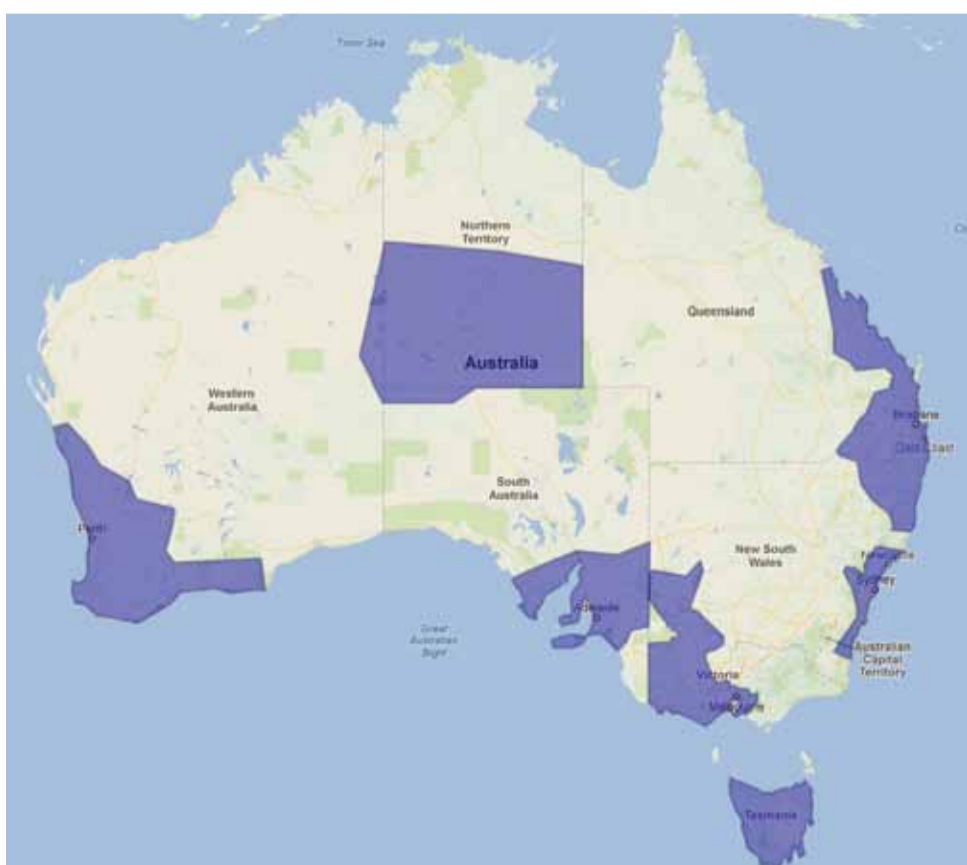 Timor Sea
Northern
Territory
Queensland
Australia
Western
Australia
Brisbane
Gold Coast
South
Australia
Perth
New South
Wales
Newcastle
Sydney
Adelaide
Great
Australian
Bight
Australian
Capital
Territory
Victoria
Melbourne
Tasmania